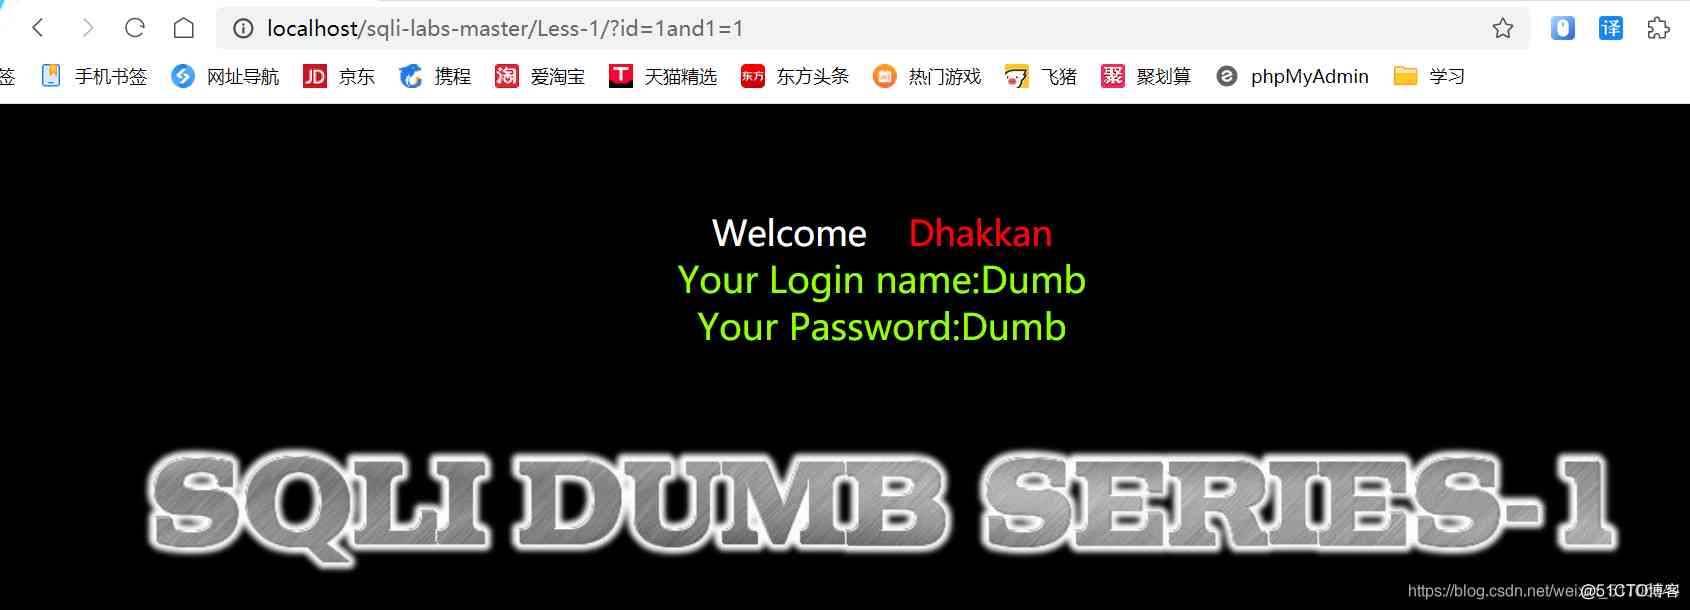 localhost/sqli-labs-master/Less-1/?id=1and1=1
签 手机书签 网址导航 JD 京东 携程 淘 爱淘宝 T 天猫精选 东方 东方头条 热门游戏 飞猪 聚 聚划算 phpMyAdmin 学习
译
Welcome Dhakkan
Your Login name:Dumb
Your Password:Dumb
SQLI DUMB SERIES-1
https://blog.csdn.net/weixin
@51CTO博客